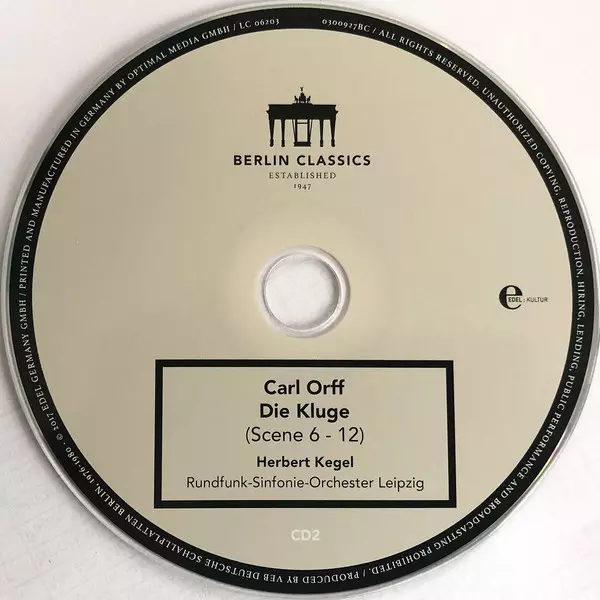 BERLIN CLASSICS
ESTABLISHED
1947
EDEL : KULTUR
Carl Orff
Die Kluge
(Scene 6 - 12)
Herbert Kegel
Rundfunk-Sinfonie-Orchester Leipzig
CD2
0300927BC / ALL RIGHTS RESERVED. UNAUTHORIZED COPYING, REPRODUCTION, HIRING, LENDING, PUBLIC PERFORMANCE AND BROADCASTING PROHIBITED. / PRODUCED BY VEB DEUTSCHE SCHALLPLATTEN BERLIN, 1976-1980 - © 2017 EDEL GERMANY GMBH / PRINTED AND MANUFACTURED IN GERMANY BY OPTIMAL MEDIA GMBH / LC 06203